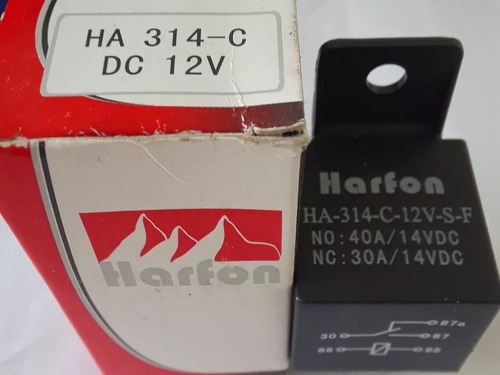 HA 314-C
DC 12V
Harfon
Harfon
HA-314-C-12V-S-F
NO:40A/14VDC
NC:30A/14VDC
87a
30 87
86 85